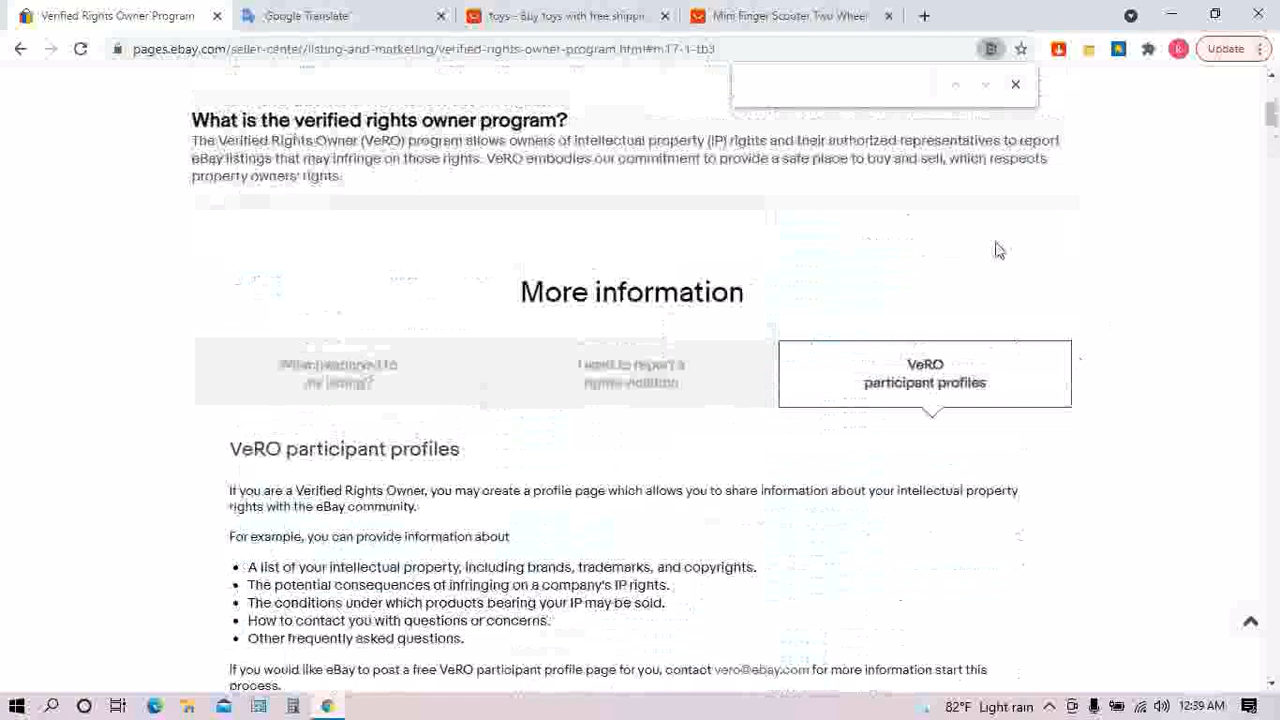 Verified Rights Owner Program
Google Translate
toys - Buy toys with free shippin
Mini Finger Scooter Two Wheel
pages.ebay.com/seller-center/listing-and-marketing/verified-rights-owner-program.html#m17-1-tb3
R
Update
What is the verified rights owner program?
The Verified Rights Owner (VeRO) program allows owners of intellectual property (IP) rights and their authorized representatives to report
eBay listings that may infringe on those rights. VeRO embodies our commitment to provide a safe place to buy and sell, which respects
property owners' rights.
More information
I want to report a
VeRO
participant profiles
VeRO participant profiles
If you are a Verified Rights Owner, you may create a profile page which allows you to share information about your intellectual property
rights with the eBay community.
For example, you can provide information about
• A list of your intellectual property, including brands, trademarks, and copyrights.
• The potential consequences of infringing on a company's IP rights.
• The conditions under which products bearing your IP may be sold.
• How to contact you with questions or concerns.
• Other frequently asked questions.
If you would like eBay to post a free VeRO participant profile page for you, contact vero@ebay.com for more information start this
process.
82°F Light rain
12:39 AM